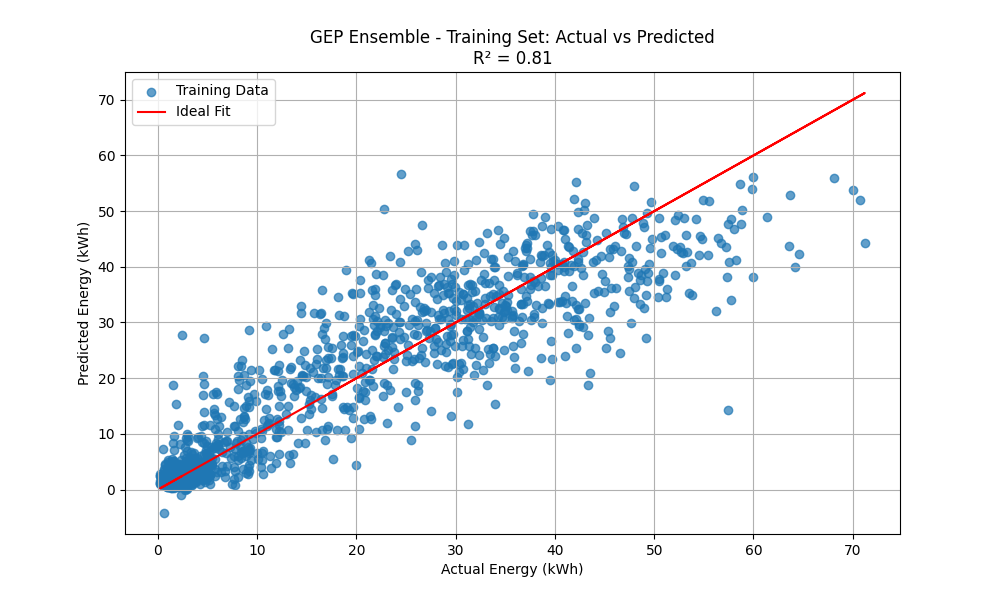 GEP Ensemble - Training Set: Actual vs Predicted
R² = 0.81
Training Data
Ideal Fit
Predicted Energy (kWh)
70
60
50
40
30
20
10
0
0 10 20 30 40 50 60 70
Actual Energy (kWh)